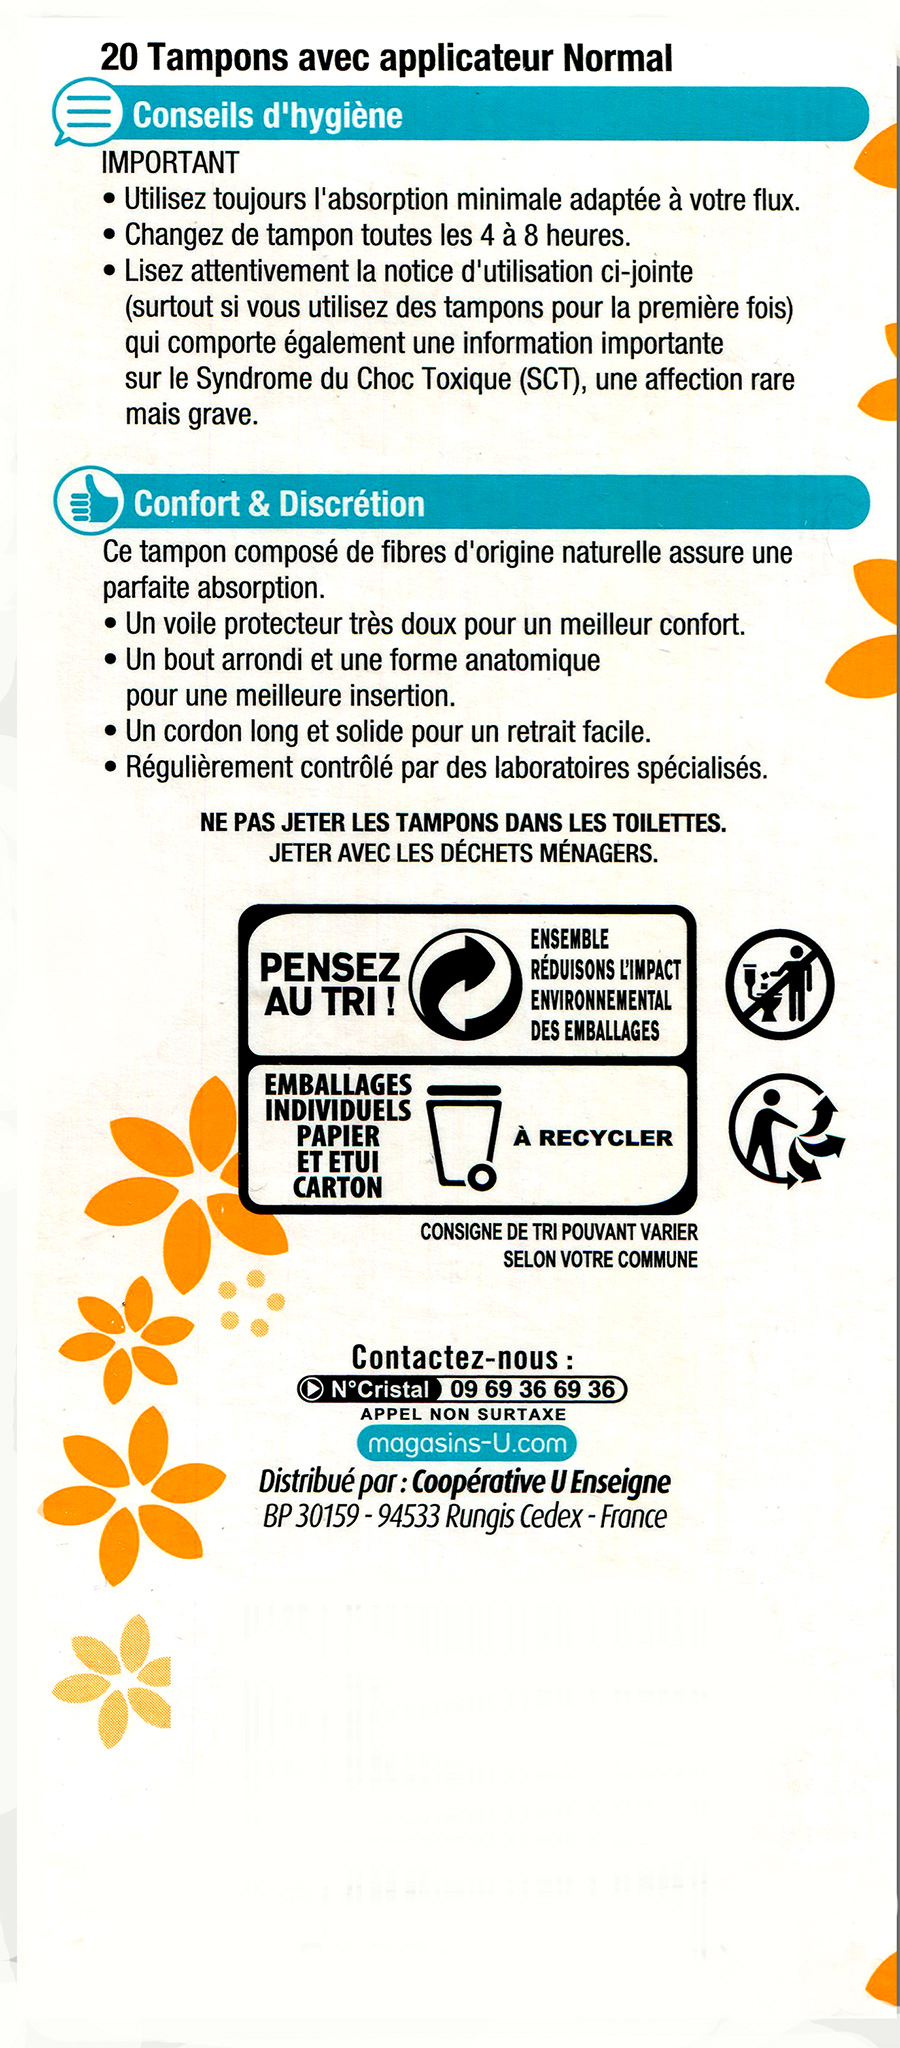 20 Tampons avec applicateur Normal
Conseils d'hygiène
IMPORTANT
• Utilisez toujours l'absorption minimale adaptée à votre flux.
• Changez de tampon toutes les 4 à 8 heures.
• Lisez attentivement la notice d'utilisation ci-jointe
(surtout si vous utilisez des tampons pour la première fois)
qui comporte également une information importante
sur le Syndrome du Choc Toxique (SCT), une affection rare
mais grave.
Confort & Discrétion
Ce tampon composé de fibres d'origine naturelle assure une
parfaite absorption.
• Un voile protecteur très doux pour un meilleur confort.
• Un bout arrondi et une forme anatomique
pour une meilleure insertion.
• Un cordon long et solide pour un retrait facile.
• Régulièrement contrôlé par des laboratoires spécialisés.
NE PAS JETER LES TAMPONS DANS LES TOILETTES.
JETER AVEC LES DÉCHETS MÉNAGERS.
PENSEZ
AU TRI !
ENSEMBLE
RÉDUISONS L'IMPACT
ENVIRONNEMENTAL
DES EMBALLAGES
EMBALLAGES
INDIVIDUELS
PAPIER
ET ETUI
CARTON
À RECYCLER
CONSIGNE DE TRI POUVANT VARIER
SELON VOTRE COMMUNE
Contactez-nous :
N°Cristal 09 69 36 69 36
APPEL NON SURTAXE
magasins-U.com
Distribué par : Coopérative U Enseigne
BP 30159 - 94533 Rungis Cedex - France